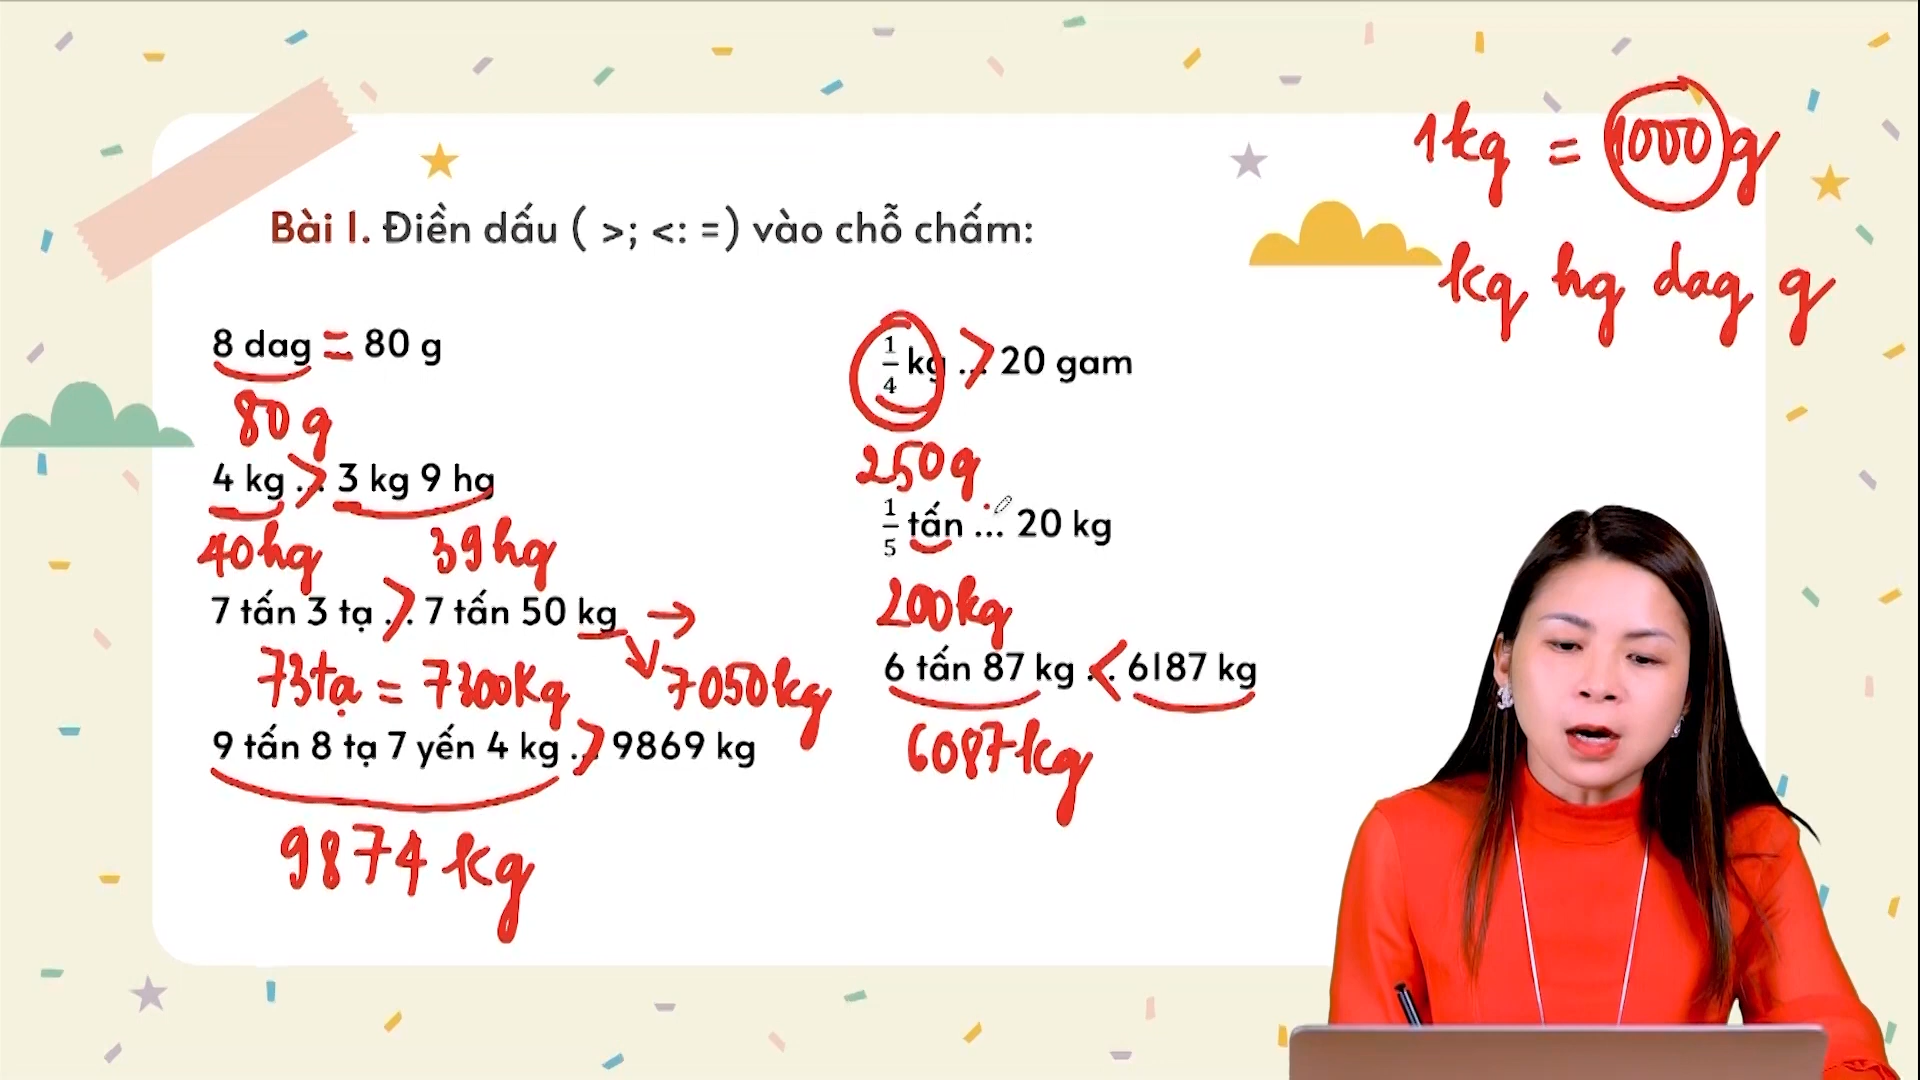 1kg = 1000g
kg hg dag g
Bài 1. Điền dấu ( >; <: =) vào chỗ chấm:
8 dag = 80 g
80 g
4 kg > 3 kg 9 hg
40hg 39hg
7 tấn 3 tạ > 7 tấn 50 kg →
73tạ = 7300kg 7050kg
9 tấn 8 tạ 7 yến 4 kg > 9869 kg
9874 kg
1/4 kg ... > 20 gam
250g
1/5 tấn ... 20 kg
200kg
6 tấn 87 kg < 6187 kg
6087kg